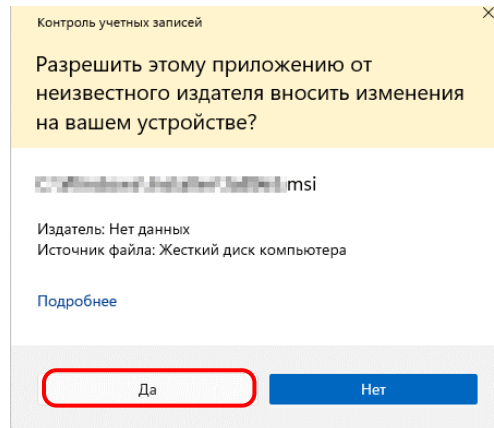 Контроль учетных записей
Разрешить этому приложению от
неизвестного издателя вносить изменения
на вашем устройстве?
msi
Издатель: Нет данных
Источник файла: Жесткий диск компьютера
Подробнее
Да
Нет